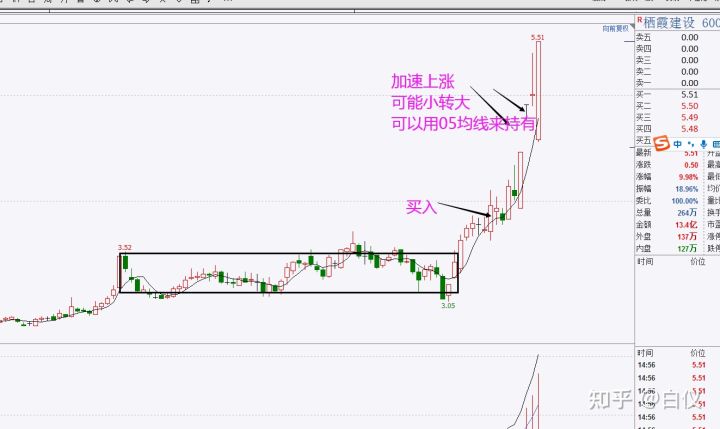 向前复权
R 栖霞建设 600
卖五 0.00
卖四 0.00
卖三 0.00
卖二 0.00
卖一 0.00
买一 5.51
买二 5.50
买三 5.49
买四 5.48
买五
中
最新 5.51 开盘
涨跌 0.50 最高
涨幅 9.98% 最低
振幅 18.96% 均价
委比 100.00% 量比
总量 264万 换手
金额 13.4亿 市盈
外盘 137万 涨停
内盘 127万 跌停
时间 价位
5.51
加速上涨
可能小转大
可以用05均线来持有
买入
3.52
3.05
时间 价位
14:56 5.51
14:56 5.51
14:56 5.51
14:56 5.51
14:56 5.51
14:56 5.51
知乎 @白仪